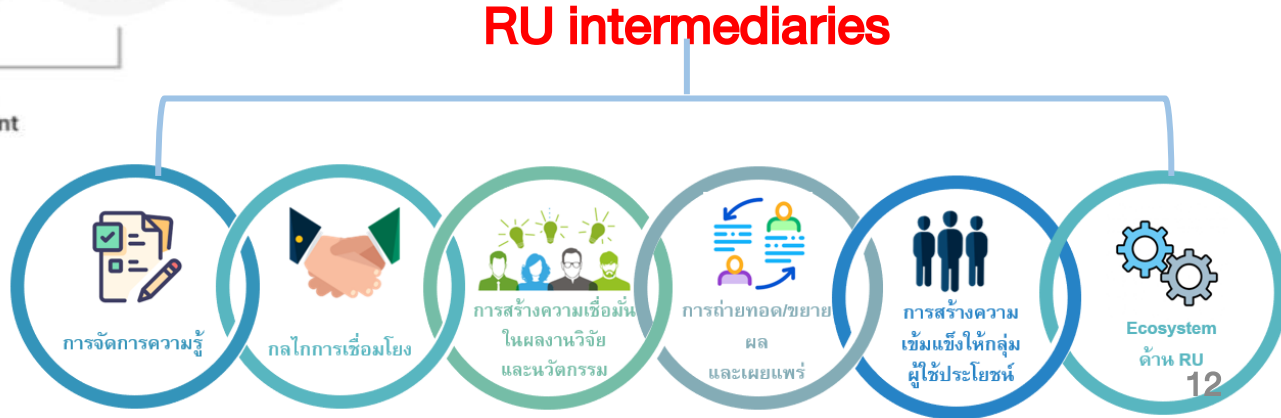 RU intermediaries
nt
การจัดการความรู้
กลไกการเชื่อมโยง
การสร้างความเชื่อมั่น
ในผลงานวิจัย
และนวัตกรรม
การถ่ายทอด/ขยาย
ผล
และเผยแพร่
การสร้างความ
เข้มแข็งให้กลุ่ม
ผู้ใช้ประโยชน์
Ecosystem
ด้าน RU
12